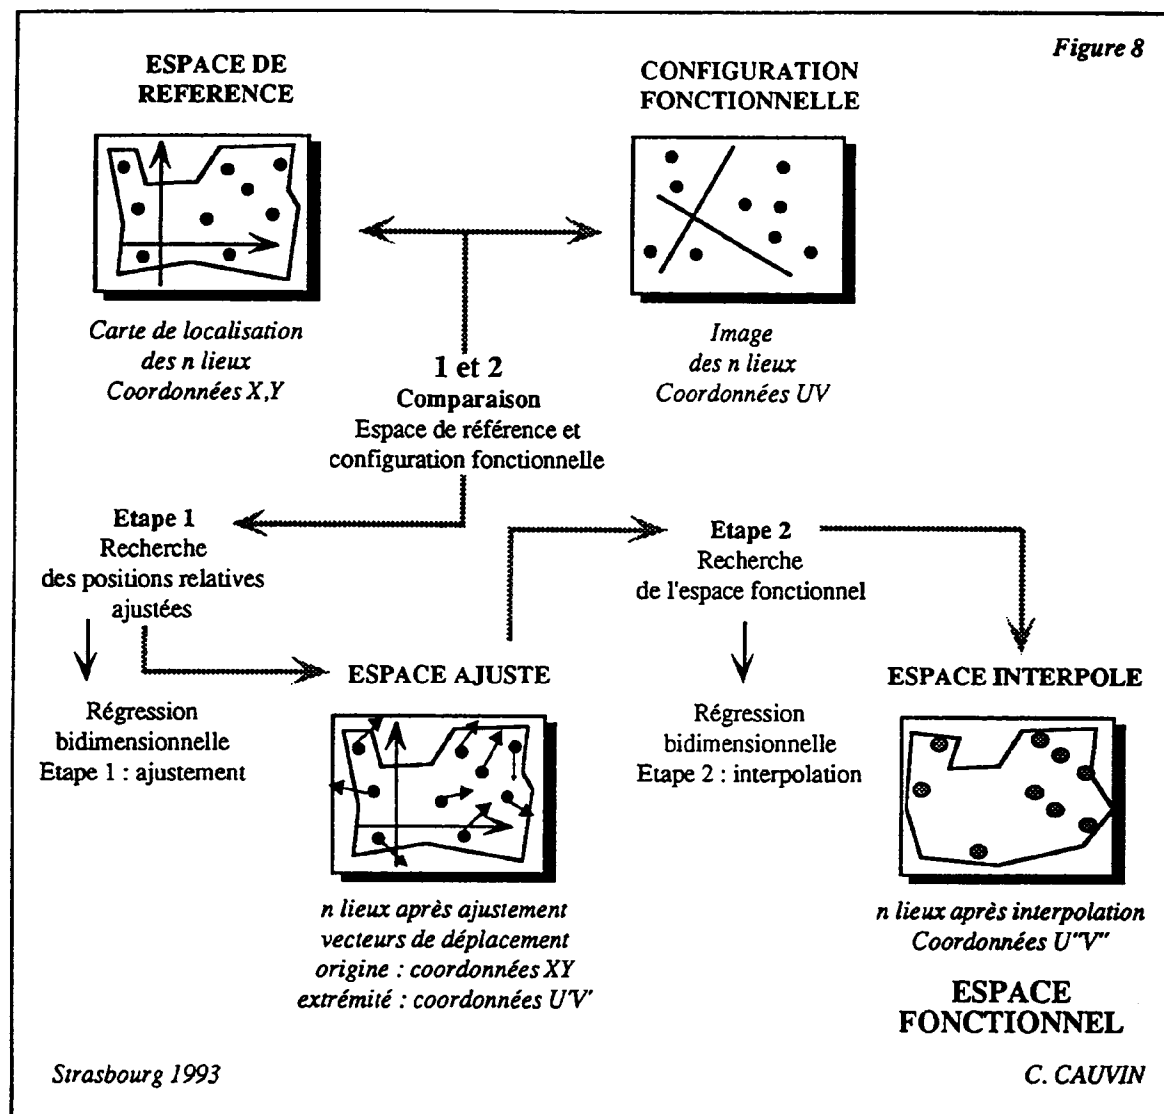 Figure 8
ESPACE DE
REFERENCE
CONFIGURATION
FONCTIONNELLE
Carte de localisation
des n lieux
Coordonnées X,Y
Image
des n lieux
Coordonnées UV
1 et 2
Comparaison
Espace de référence et
configuration fonctionnelle
Etape 1
Recherche
des positions relatives
ajustées
Etape 2
Recherche
de l'espace fonctionnel
Régression
bidimensionnelle
Etape 1 : ajustement
ESPACE AJUSTE
n lieux après ajustement
vecteurs de déplacement
origine : coordonnées XY
extrémité : coordonnées U'V'
Régression
bidimensionnelle
Etape 2 : interpolation
ESPACE INTERPOLE
n lieux après interpolation
Coordonnées U"V"
ESPACE
FONCTIONNEL
Strasbourg 1993
C. CAUVIN